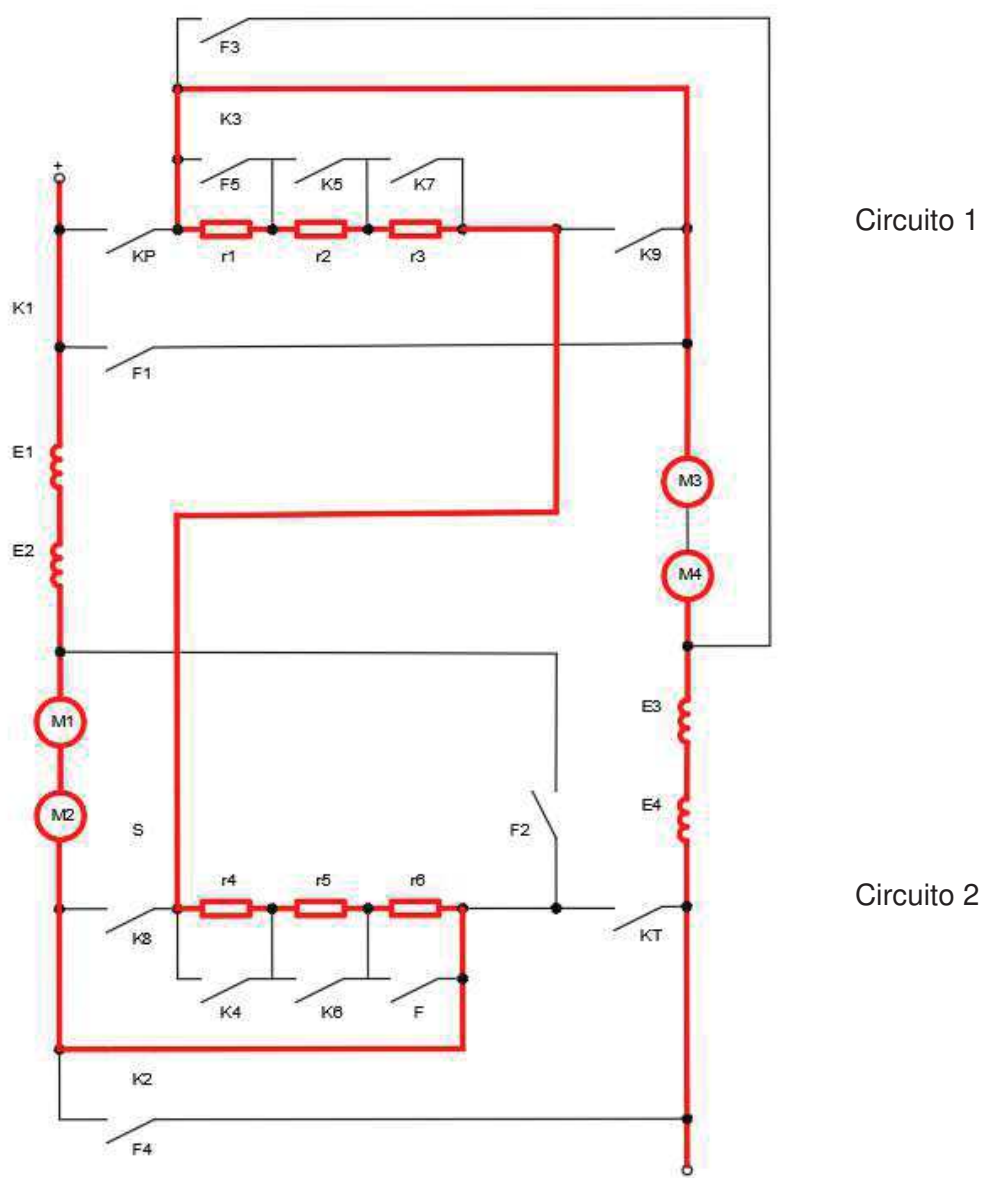 F3
K3
+
F5 K5 K7
Circuito 1
KP r1 r2 r3 K9
K1
F1
E1
M3
E2
M4
E3
M1
E4
M2
S F2
r4 r5 r6
Circuito 2
K8 KT
K4 K6 F
K2
F4